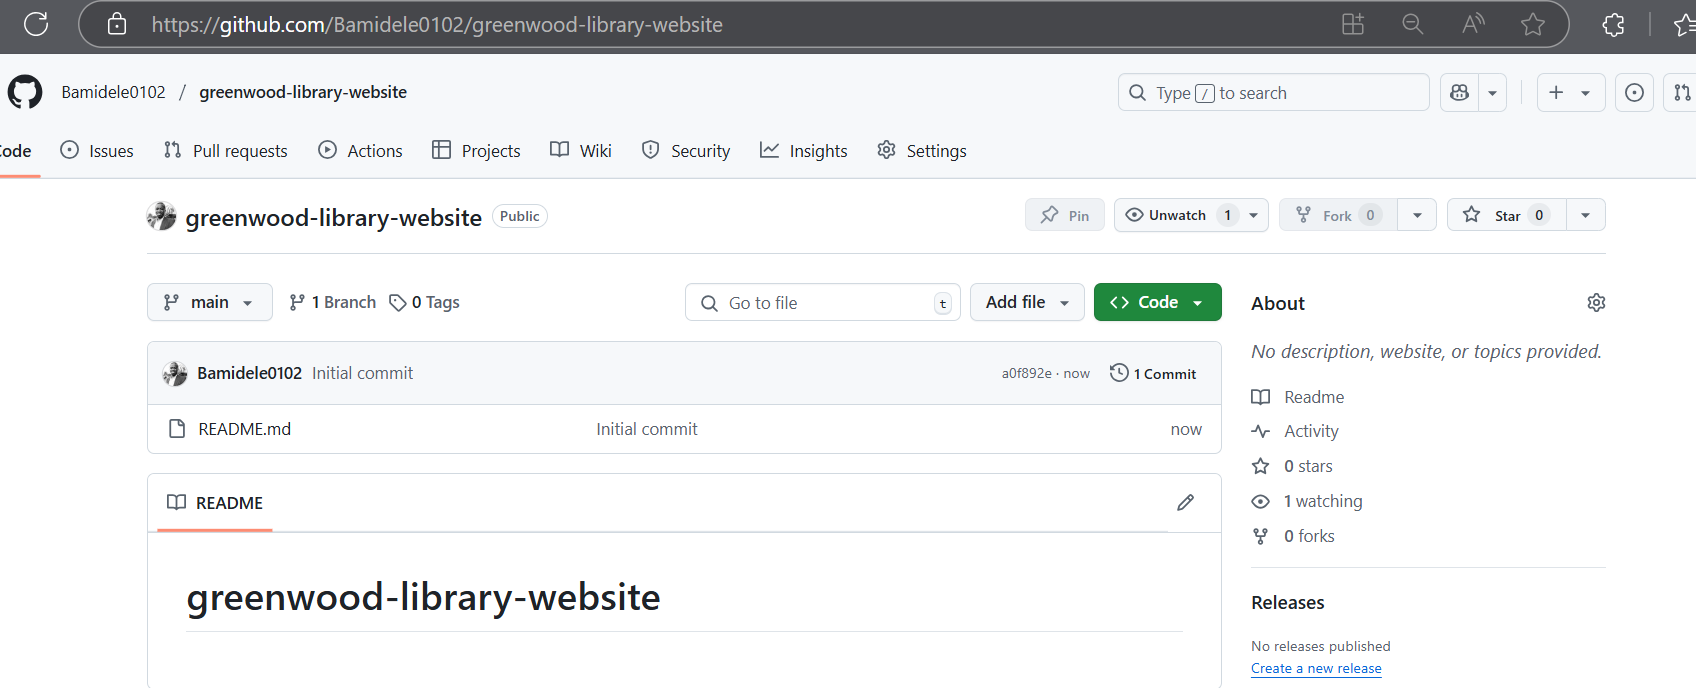 https://github.com/Bamidele0102/greenwood-library-website
Bamidele0102 / greenwood-library-website
Type / to search
ode Issues Pull requests Actions Projects Wiki Security Insights Settings
greenwood-library-website Public
Pin Unwatch 1 Fork 0 Star 0
main 1 Branch 0 Tags Go to file t Add file Code
About
No description, website, or topics provided.
Bamidele0102 Initial commit a0f892e · now 1 Commit
README.md Initial commit now
Readme
Activity
0 stars
1 watching
0 forks
README
greenwood-library-website
Releases
No releases published
Create a new release